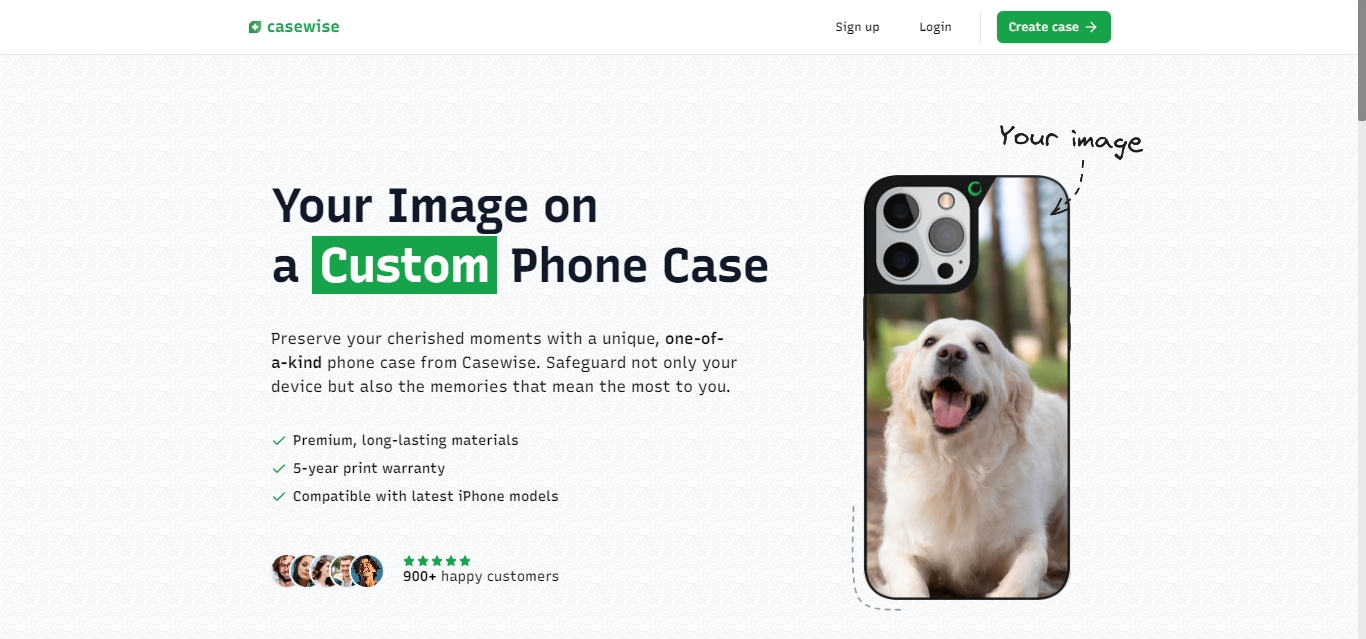 casewise
Sign up
Login
Create case
Your image
Your Image on
a Custom Phone Case
Preserve your cherished moments with a unique, one-of-
a-kind phone case from Casewise. Safeguard not only your
device but also the memories that mean the most to you.
Premium, long-lasting materials
5-year print warranty
Compatible with latest iPhone models
900+ happy customers